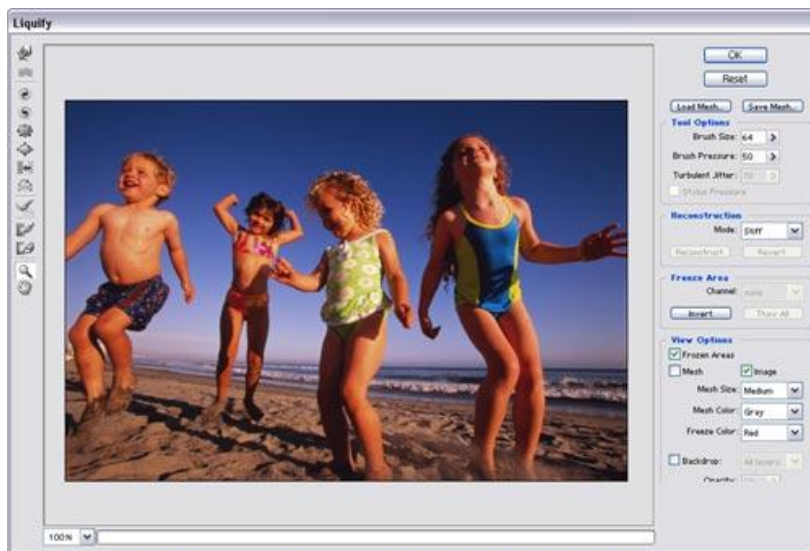 Liquify
OK
Reset
Load Mesh...
Save Mesh...
Tool Options
Brush Size: 64
Brush Pressure: 50
Turbulent Jitter: 70
Stylus Pressure
Reconstruction
Mode: Stiff
Reconstruct
Revert
Freeze Area
Channel: none
Invert
Thaw All
View Options
Frozen Areas
Mesh
Image
Mesh Size: Medium
Mesh Color: Gray
Freeze Color: Red
Backdrop: All layers
Opacity:
100%